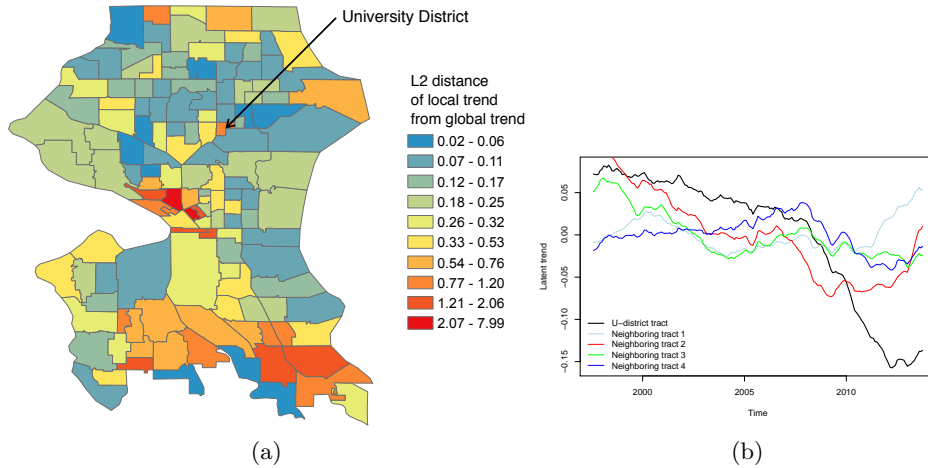 University District
L2 distance
of local trend
from global trend
0.02 - 0.06
0.07 - 0.11
0.12 - 0.17
0.18 - 0.25
0.26 - 0.32
0.33 - 0.53
0.54 - 0.76
0.77 - 1.20
1.21 - 2.06
2.07 - 7.99
(a)
Latent trend
0.05
0.00
−0.05
−0.10
−0.15
U−district tract
Neighboring tract 1
Neighboring tract 2
Neighboring tract 3
Neighboring tract 4
2000
2005
2010
Time
(b)